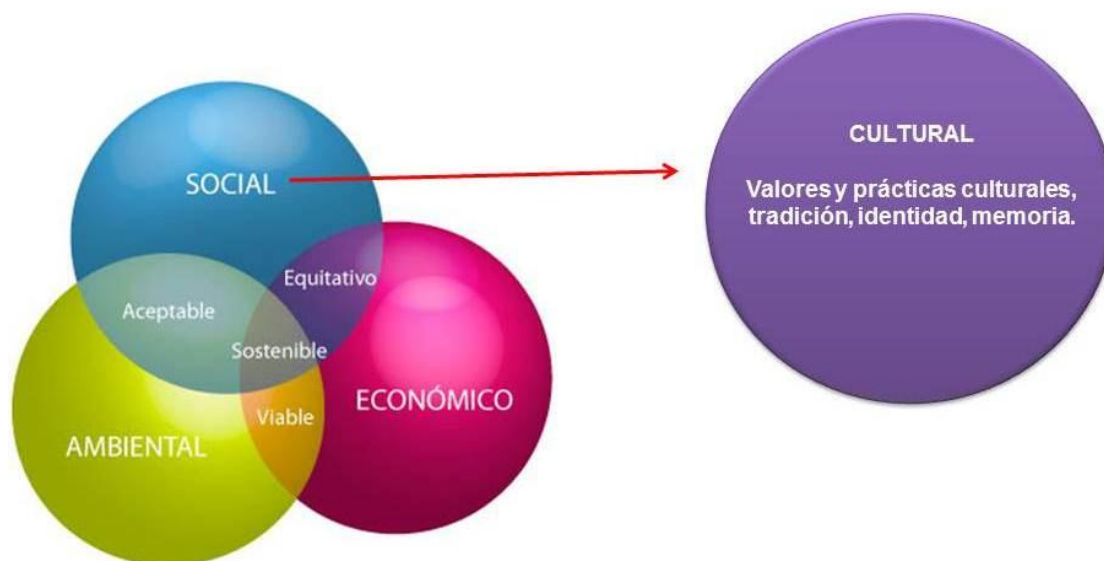 SOCIAL
Equitativo
Aceptable
Sostenible
ECONÓMICO
Viable
AMBIENTAL
CULTURAL
Valores y prácticas culturales,
tradición, identidad, memoria.